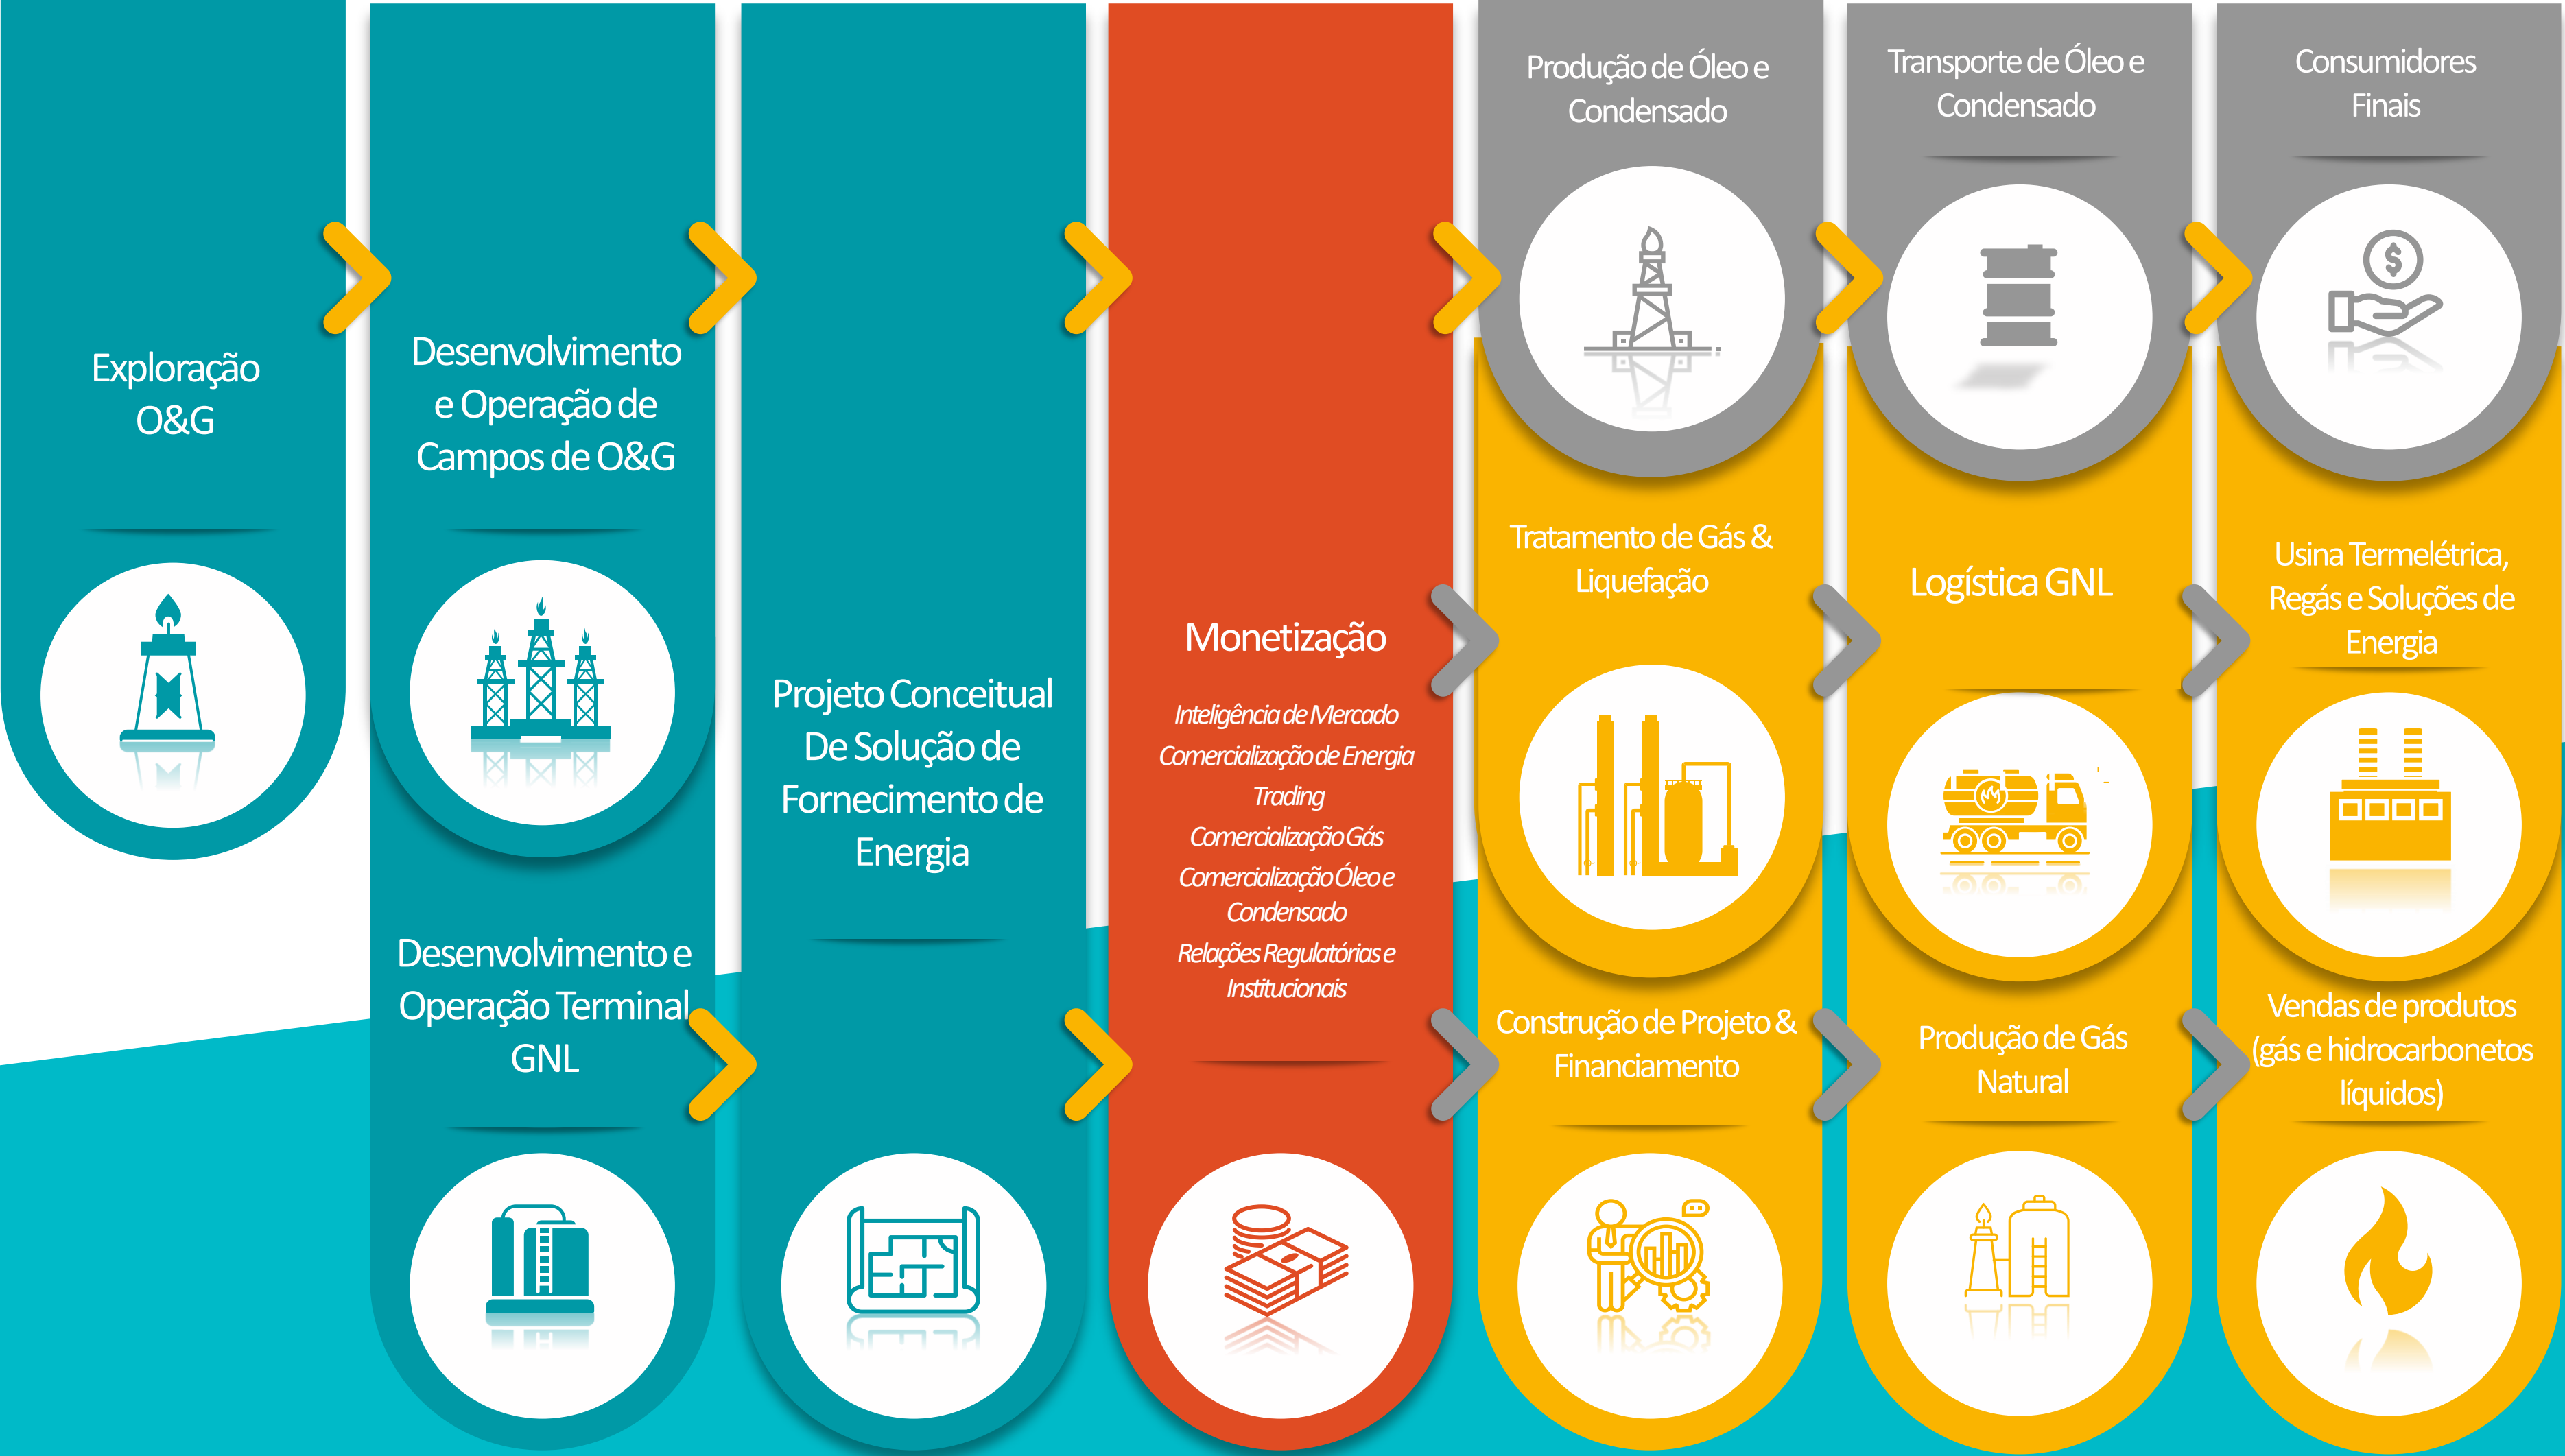 Exploração
O&G
Desenvolvimento
e Operação de
Campos de O&G
Desenvolvimento e
Operação Terminal
GNL
Projeto Conceitual
De Solução de
Fornecimento de
Energia
Monetização
Inteligência de Mercado
Comercialização de Energia
Trading
Comercialização Gás
Comercialização Óleo e
Condensado
Relações Regulatórias e
Institucionais
Produção de Óleo e
Condensado
Tratamento de Gás &
Liquefação
Construção de Projeto &
Financiamento
Transporte de Óleo e
Condensado
Logística GNL
Produção de Gás
Natural
Consumidores
Finais
$
Usina Termelétrica,
Regás e Soluções de
Energia
Vendas de produtos
(gás e hidrocarbonetos
líquidos)